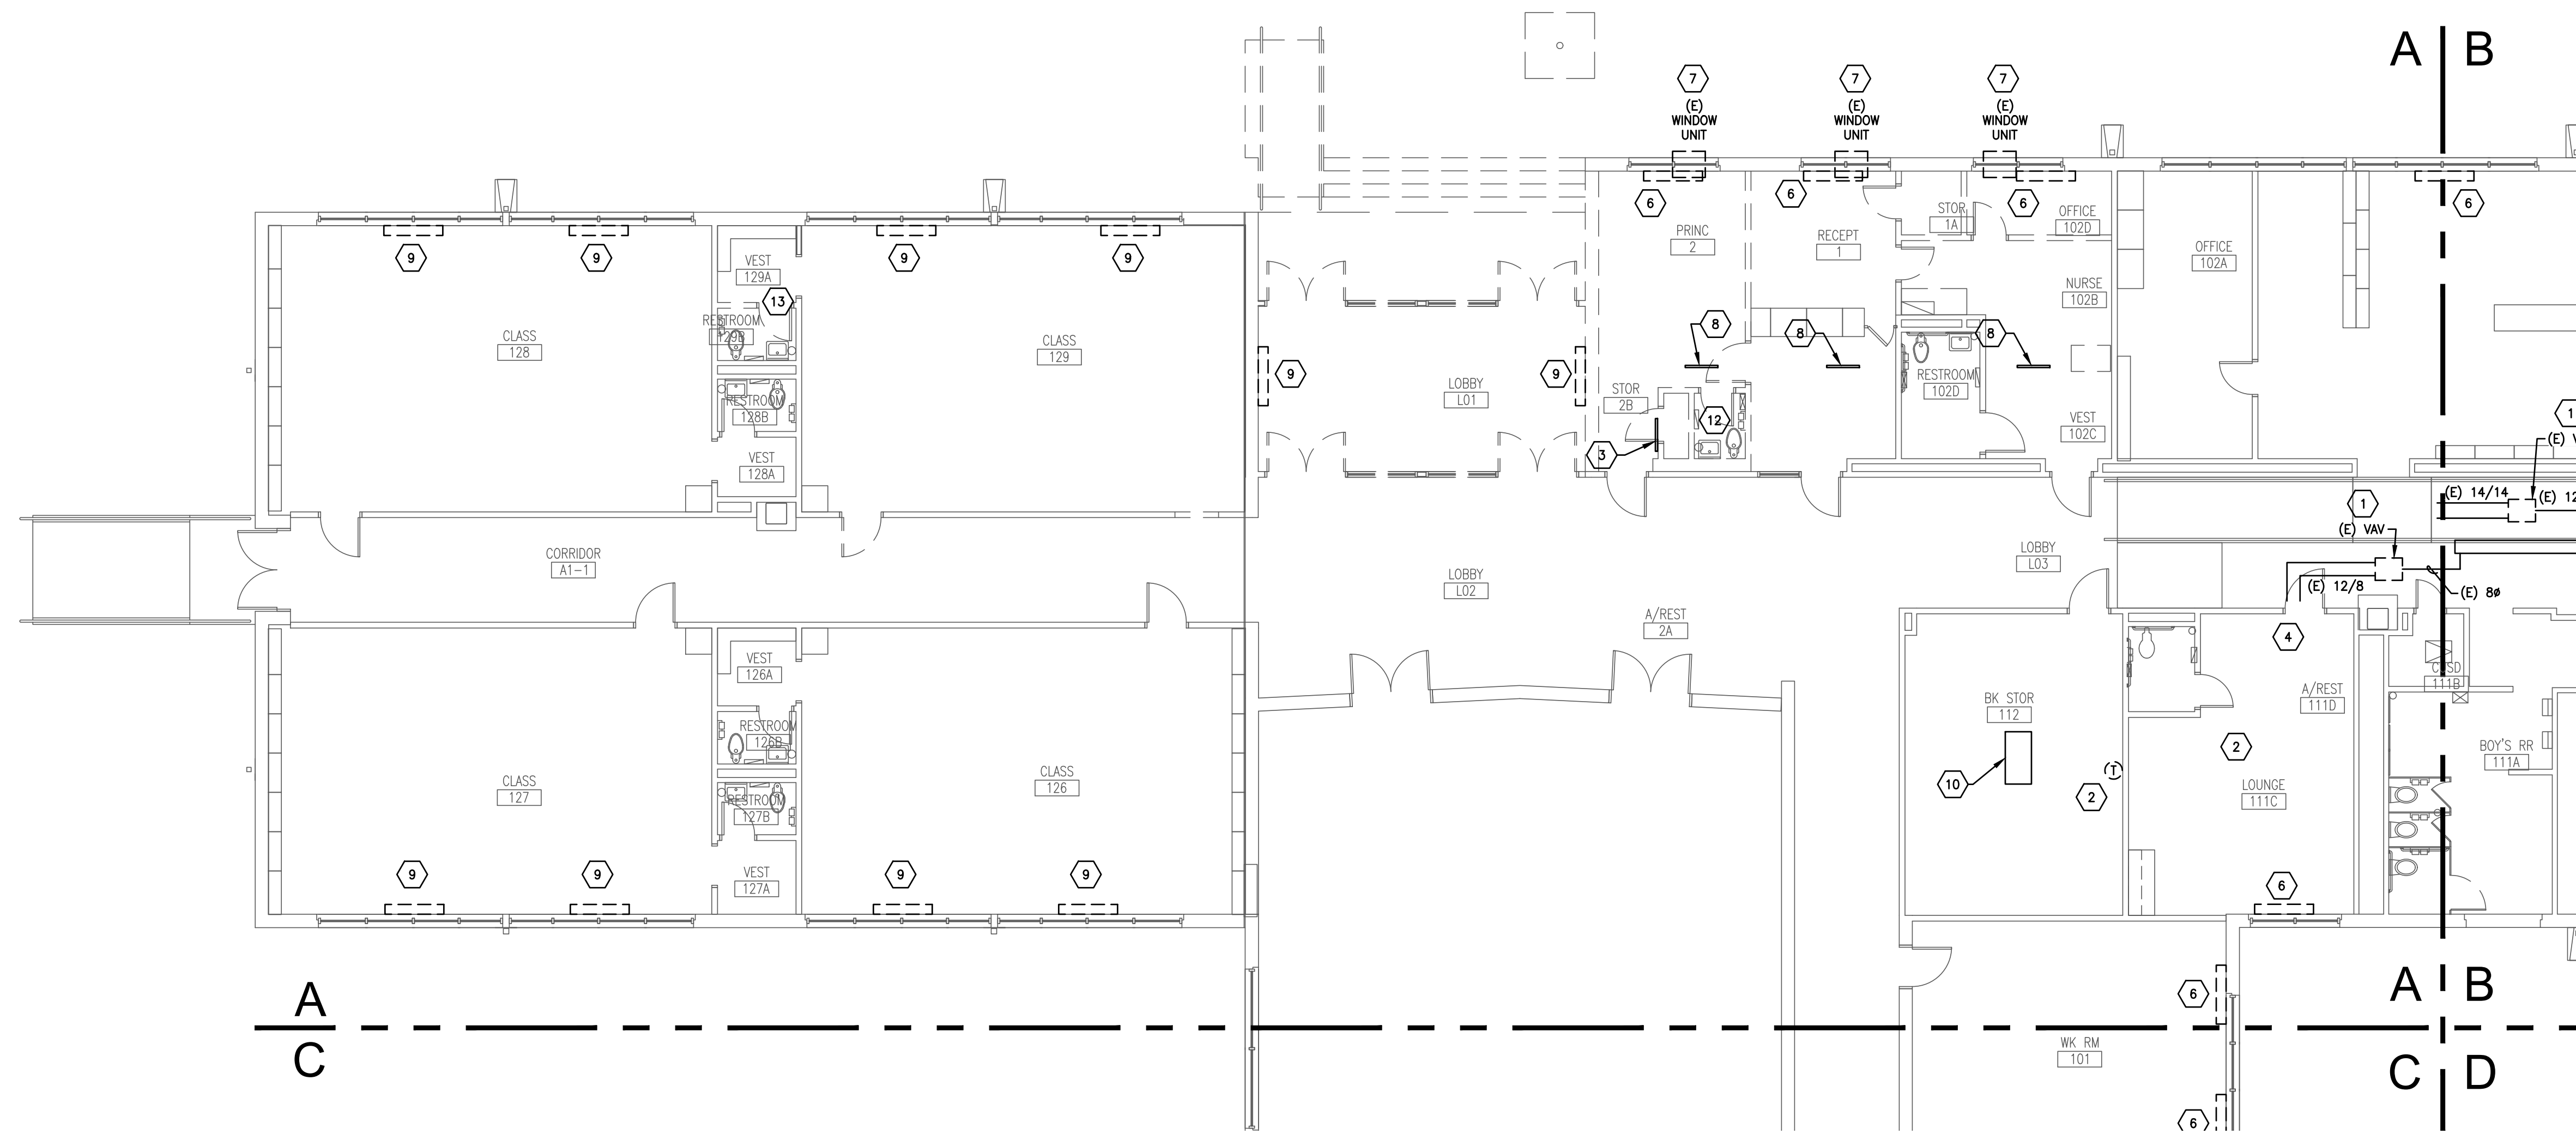 A B
7
(E)
WINDOW
UNIT
7
(E)
WINDOW
UNIT
7
(E)
WINDOW
UNIT
6
6
6
6
STOR
1A
OFFICE
102D
PRINC
2
RECEPT
1
OFFICE
102A
9
9
9
9
VEST
129A
13
NURSE
102B
RESTROOM
129B
CLASS
128
CLASS
129
8
8
8
9
9
LOBBY
L01
STOR
2B
RESTROOM
102D
RESTROOM
128B
12
VEST
102C
1
(E) V
3
VEST
128A
(E) 14/14
(E) 12
1
(E) VAV
CORRIDOR
A1-1
LOBBY
L02
LOBBY
L03
(E) 12/8
(E) 8ø
A/REST
2A
4
VEST
126A
CUSD
111B
A/REST
111D
BK STOR
112
RESTROOM
126B
2
BOY'S RR
111A
T
CLASS
127
CLASS
126
10
2
LOUNGE
111C
RESTROOM
127B
9
9
9
9
VEST
127A
6
A
A B
6
C
WK RM
101
C D
6